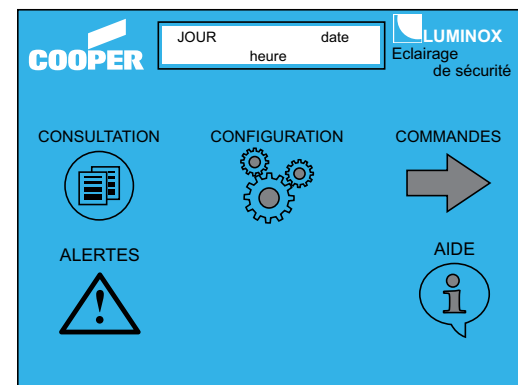 COOPER
JOUR date
heure
LUMINOX
Eclairage
de sécurité
CONSULTATION
CONFIGURATION
COMMANDES
ALERTES
AIDE